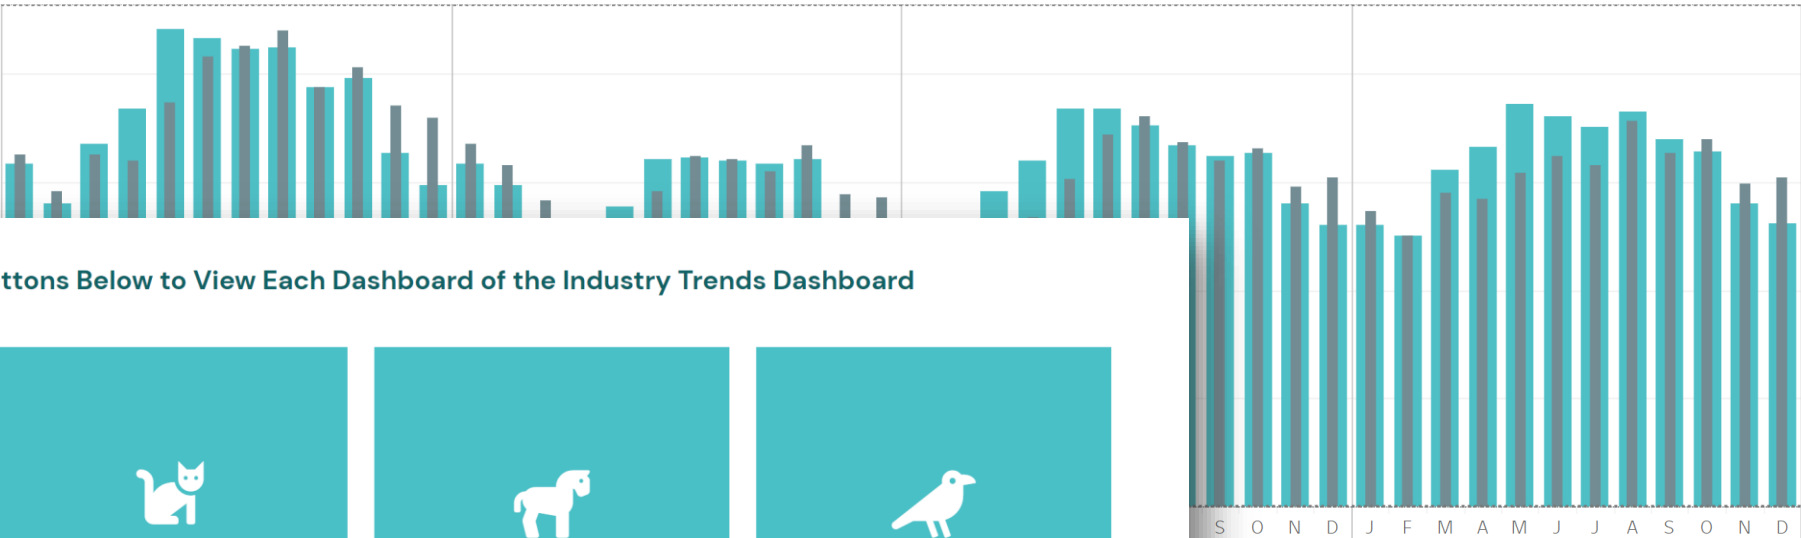 ttons Below to View Each Dashboard of the Industry Trends Dashboard
S O N D J F M A M J J A S O N D